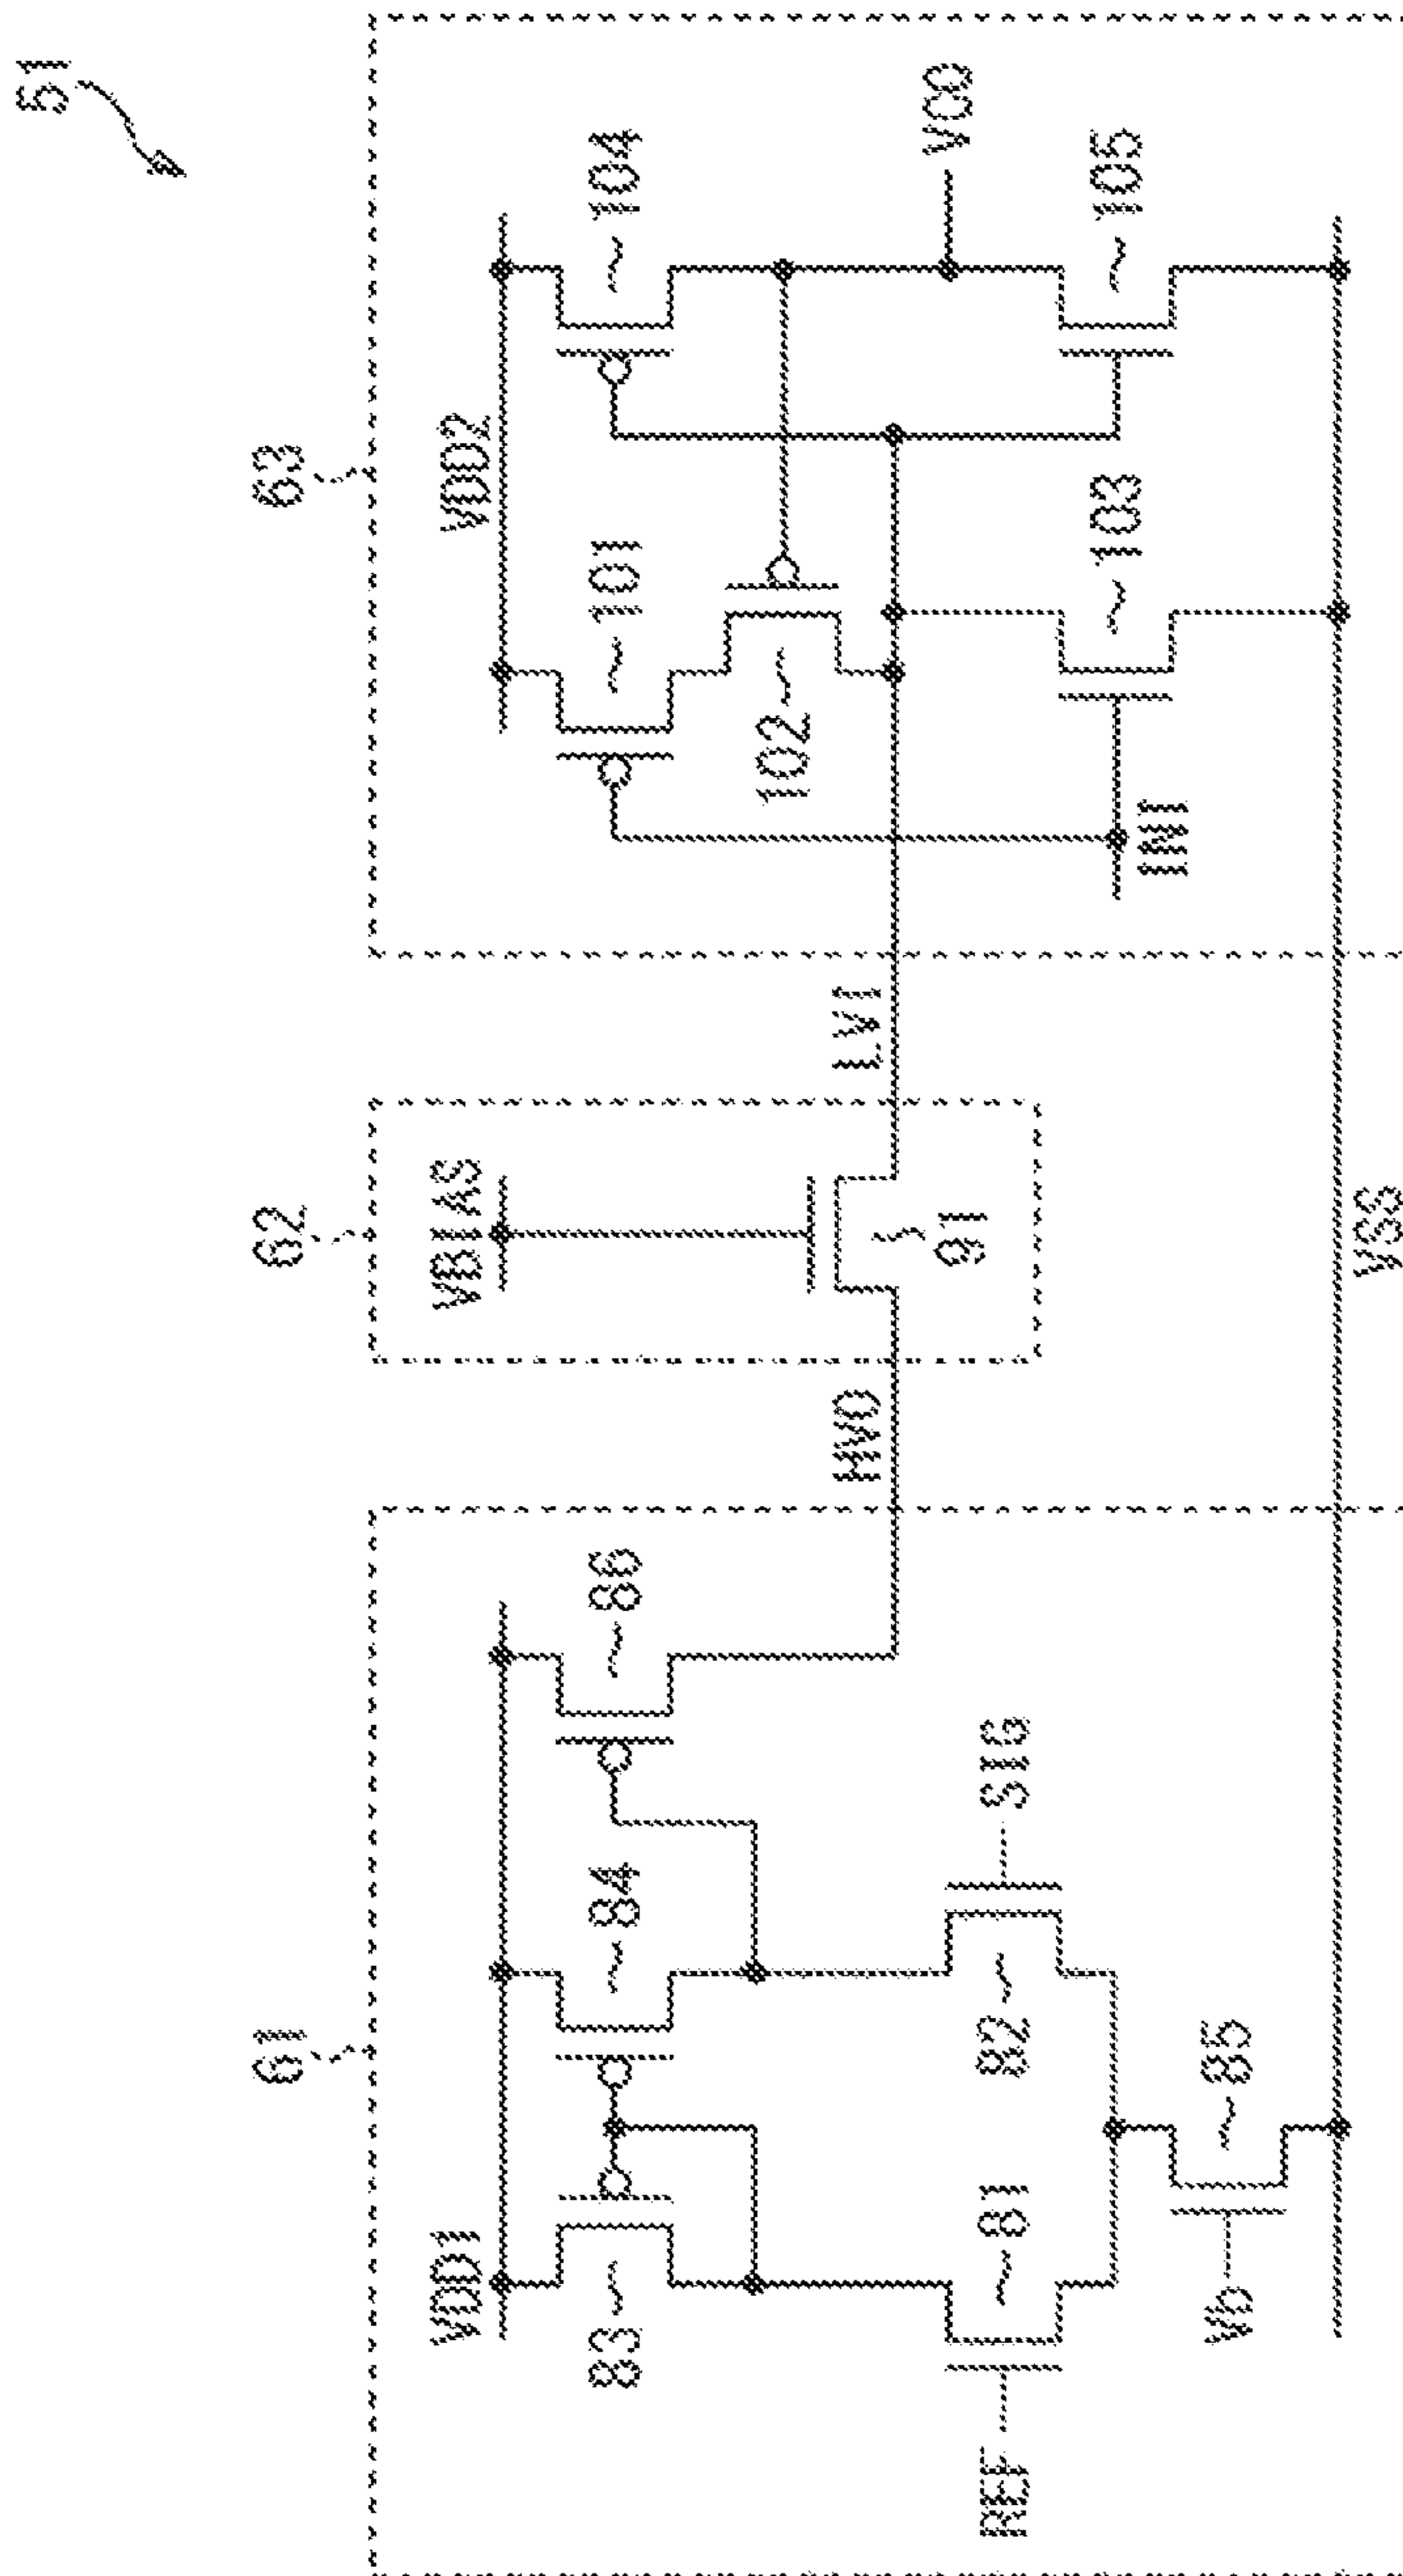 51
61
62
63
VDD1
VBIAS
VDD2
83
84
86
101
104
102
HVO
LVI
VCO
91
REF
81
82
SIG
INI
103
105
Vb
85
VSS